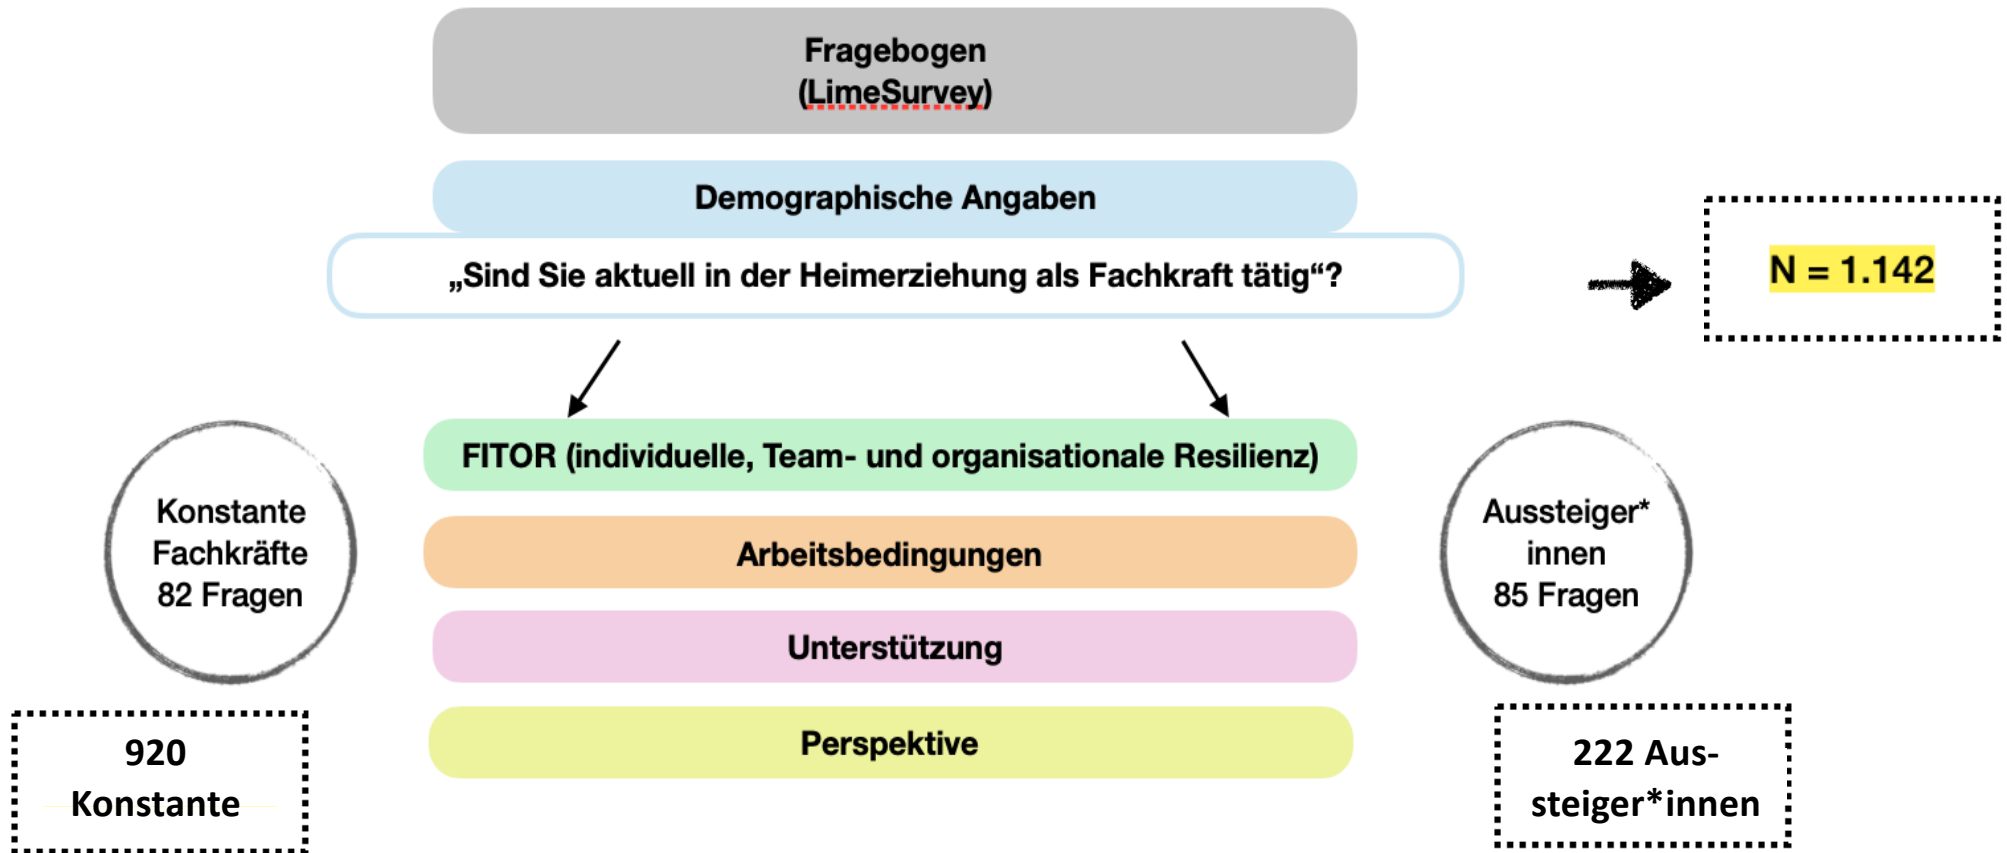 Fragebogen
(LimeSurvey)
Demographische Angaben
„Sind Sie aktuell in der Heimerziehung als Fachkraft tätig“?
N = 1.142
FITOR (individuelle, Team- und organisationale Resilienz)
Konstante
Fachkräfte
82 Fragen
Arbeitsbedingungen
Aussteiger*
innen
85 Fragen
Unterstützung
Perspektive
920
Konstante
222 Aus-
steiger*innen